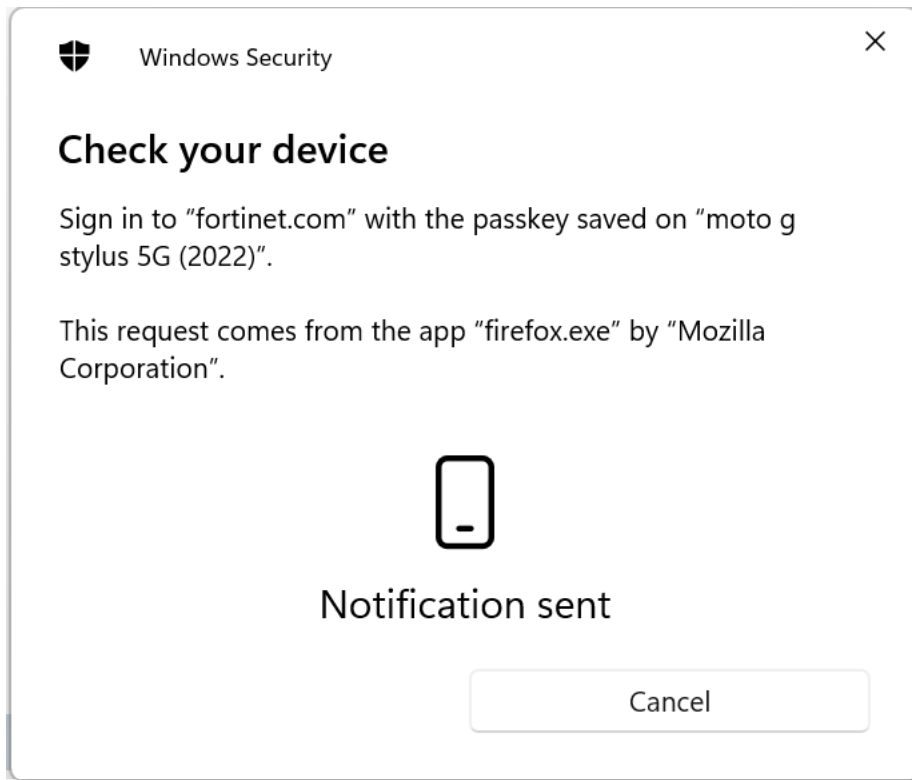 Windows Security
Check your device
Sign in to “fortinet.com” with the passkey saved on “moto g
stylus 5G (2022)”.
This request comes from the app “firefox.exe” by “Mozilla
Corporation”.
Notification sent
Cancel